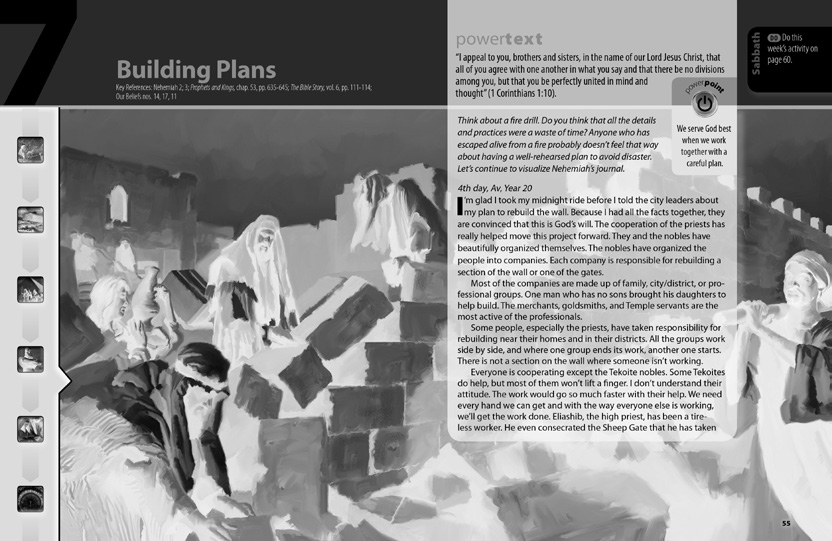 7
Building Plans
Key References: Nehemiah 2; 3; Prophets and Kings, chap. 53, pp. 635–645; The Bible Story, vol. 6, pp. 111–114;
Our Beliefs nos. 14, 17, 11
powertext
“I appeal to you, brothers and sisters, in the name of our Lord Jesus Christ, that
all of you agree with one another in what you say and that there be no divisions
among you, but that you be perfectly united in mind and
thought” (1 Corinthians 1:10).
powerpoint
We serve God best
when we work
together with a
careful plan.
Think about a fire drill. Do you think that all the details
and practices were a waste of time? Anyone who has
escaped alive from a fire probably doesn’t feel that way
about having a well-rehearsed plan to avoid disaster.
Let’s continue to visualize Nehemiah’s journal.
4th day, Av, Year 20
I’m glad I took my midnight ride before I told the city leaders about
my plan to rebuild the wall. Because I had all the facts together, they
are convinced that this is God’s will. The cooperation of the priests has
really helped move this project forward. They and the nobles have
beautifully organized themselves. The nobles have organized the
people into companies. Each company is responsible for rebuilding a
section of the wall or one of the gates.
Most of the companies are made up of family, city/district, or pro-
fessional groups. One man who has no sons brought his daughters to
help build. The merchants, goldsmiths, and Temple servants are the
most active of the professionals.
Some people, especially the priests, have taken responsibility for
rebuilding near their homes and in their districts. All the groups work
side by side, and where one group ends its work, another one starts.
There is not a section on the wall where someone isn’t working.
Everyone is cooperating except the Tekoite nobles. Some Tekoites
do help, but most of them won’t lift a finger. I don’t understand their
attitude. The work would go so much faster with their help. We need
every hand we can get and with the way everyone else is working,
we’ll get the work done. Eliashib, the high priest, has been a tire-
less worker. He even consecrated the Sheep Gate that he has taken
Sabbath
DO Do this
week’s activity on
page 60.
55